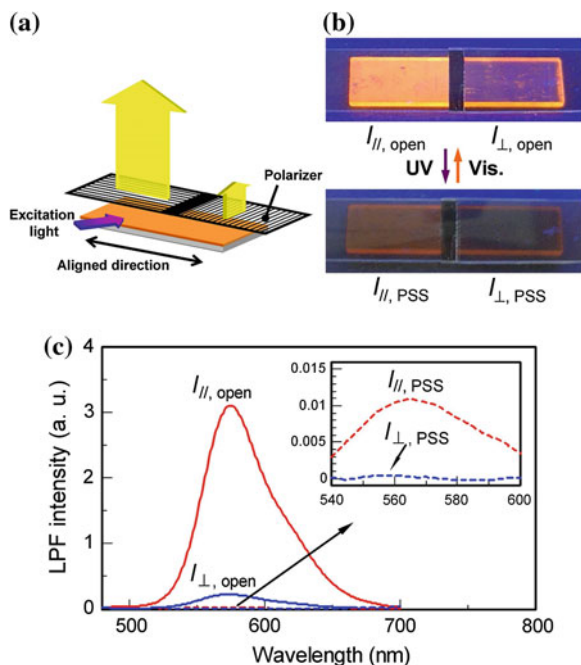 (a)
Polarizer
Excitation
light
Aligned direction
(b)
I//, open
I⊥, open
UV
Vis.
I//, PSS
I⊥, PSS
(c)
LPF intensity (a. u.)
4
3
2
1
0
I//, open
I⊥, open
500
600
700
800
Wavelength (nm)
0.015
0.01
0.005
0
I//, PSS
I⊥, PSS
540
560
580
600